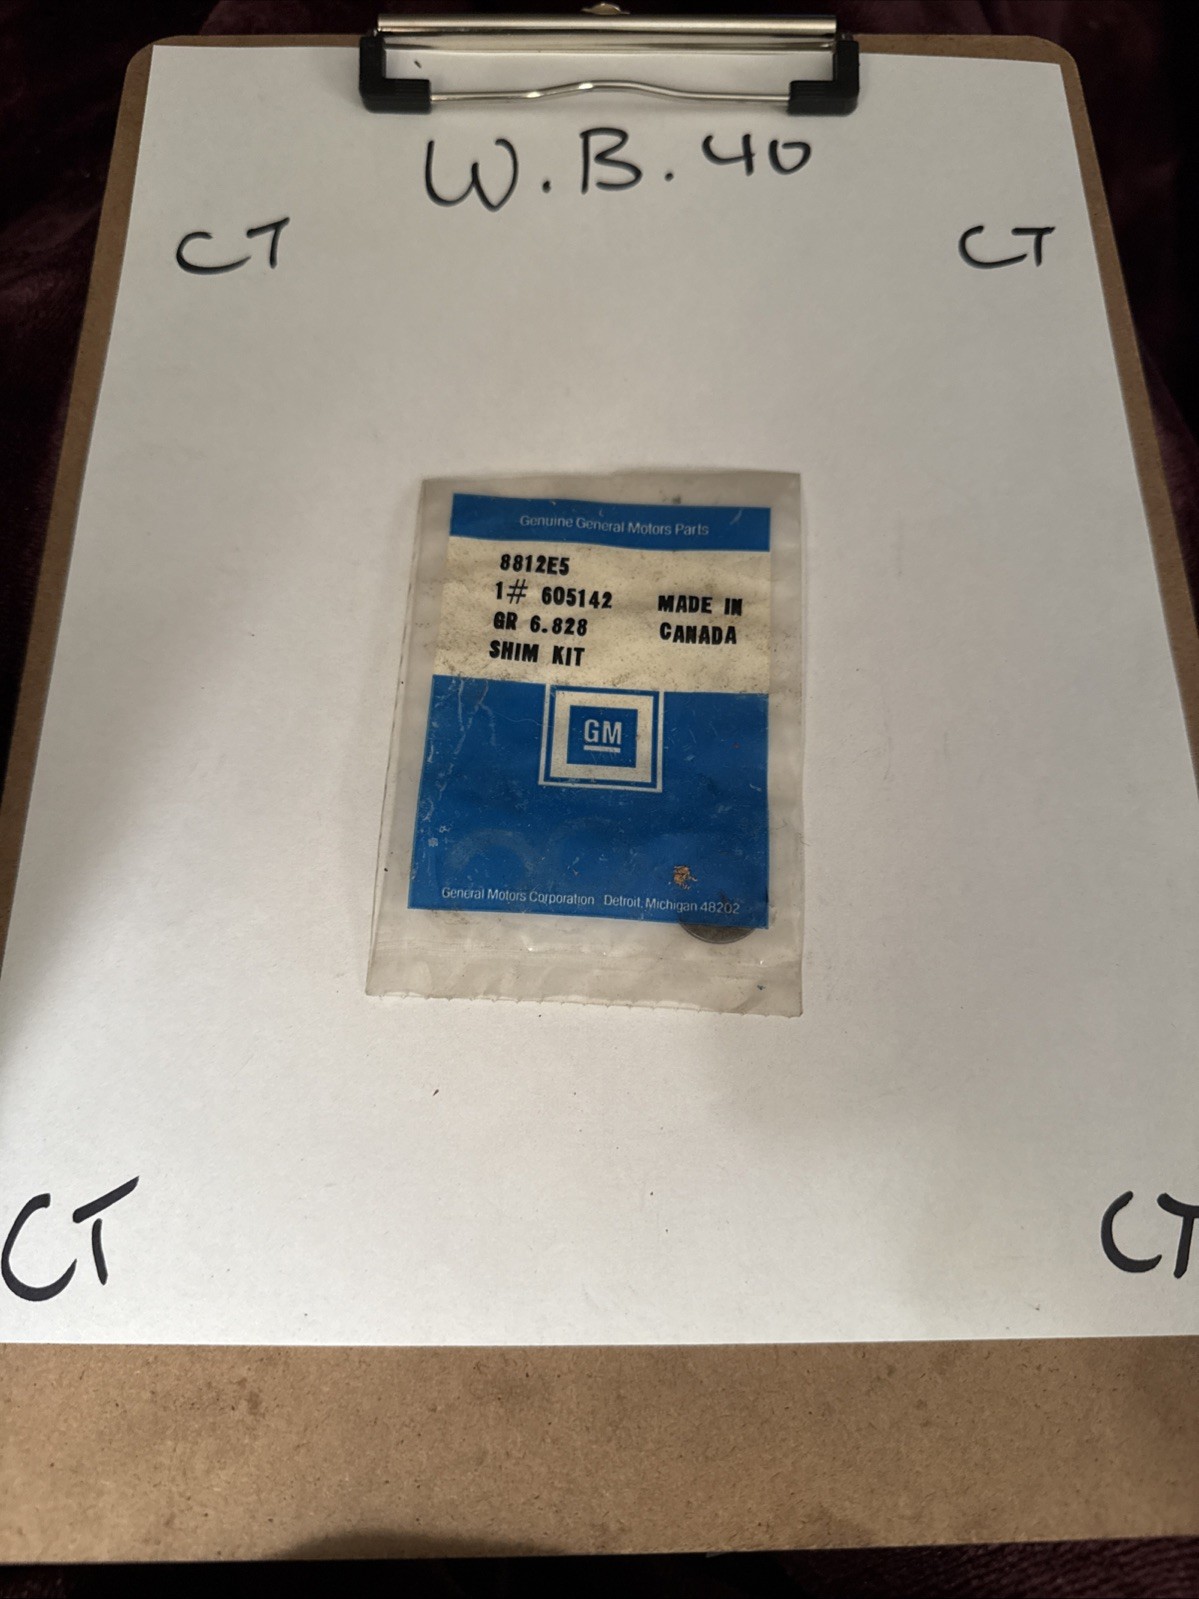 W.B.40
CT CT
Genuine General Motors Parts
8812E5
1# 605142 MADE IN
GR 6.828 CANADA
SHIM KIT
GM
General Motors Corporation Detroit, Michigan 48202
CT CT